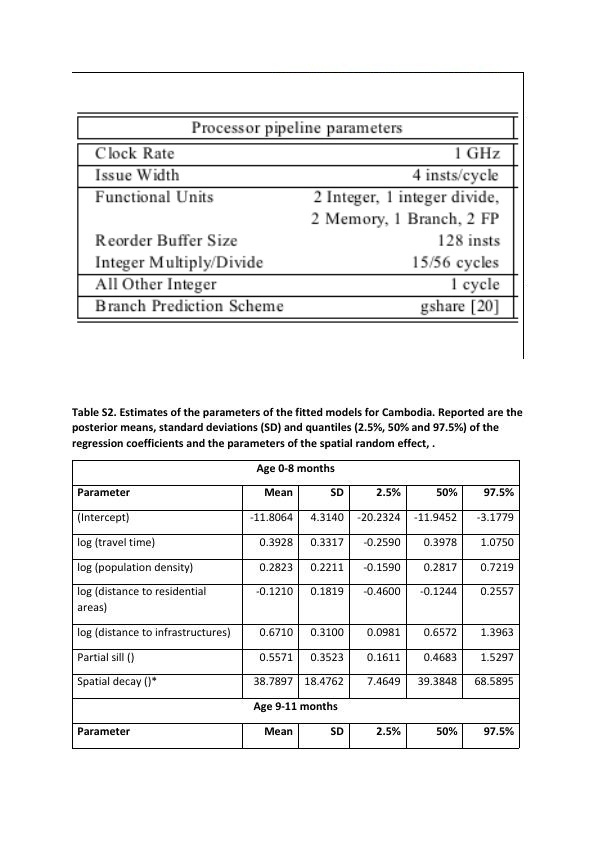 Processor pipeline parameters
Clock Rate 1 GHz
Issue Width 4 insts/cycle
Functional Units 2 Integer, 1 integer divide,
2 Memory, 1 Branch, 2 FP
Reorder Buffer Size 128 insts
Integer Multiply/Divide 15/56 cycles
All Other Integer 1 cycle
Branch Prediction Scheme gshare [20]
Table S2. Estimates of the parameters of the fitted models for Cambodia. Reported are the
posterior means, standard deviations (SD) and quantiles (2.5%, 50% and 97.5%) of the
regression coefficients and the parameters of the spatial random effect, .
Age 0-8 months
Parameter Mean SD 2.5% 50% 97.5%
(Intercept) -11.8064 4.3140 -20.2324 -11.9452 -3.1779
log (travel time) 0.3928 0.3317 -0.2590 0.3978 1.0750
log (population density) 0.2823 0.2211 -0.1590 0.2817 0.7219
log (distance to residential -0.1210 0.1819 -0.4600 -0.1244 0.2557
areas)
log (distance to infrastructures) 0.6710 0.3100 0.0981 0.6572 1.3963
Partial sill () 0.5571 0.3523 0.1611 0.4683 1.5297
Spatial decay ()* 38.7897 18.4762 7.4649 39.3848 68.5895
Age 9-11 months
Parameter Mean SD 2.5% 50% 97.5%